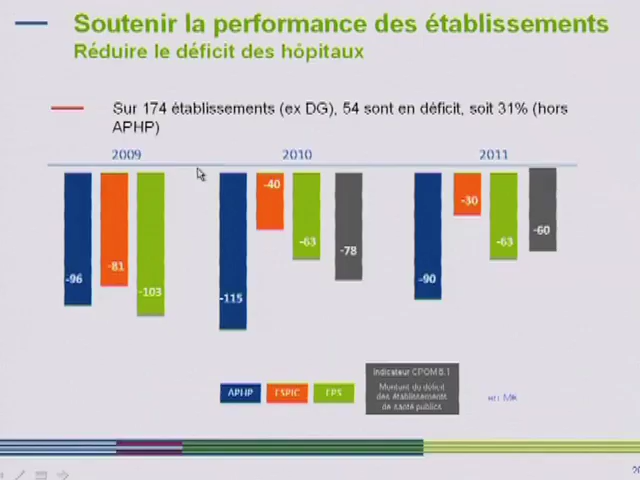 Soutenir la performance des établissements
Réduire le déficit des hôpitaux
Sur 174 établissements (ex DG), 54 sont en déficit, soit 31% (hors
APHP)
2009 2010 2011
-96 -81 -103 -115 -40 -63 -78 -90 -30 -63 -60
APHP ESPIC EPS
Indicateur CPOM 8.1
Montant du déficit
des établissements
de santé publics
en M€